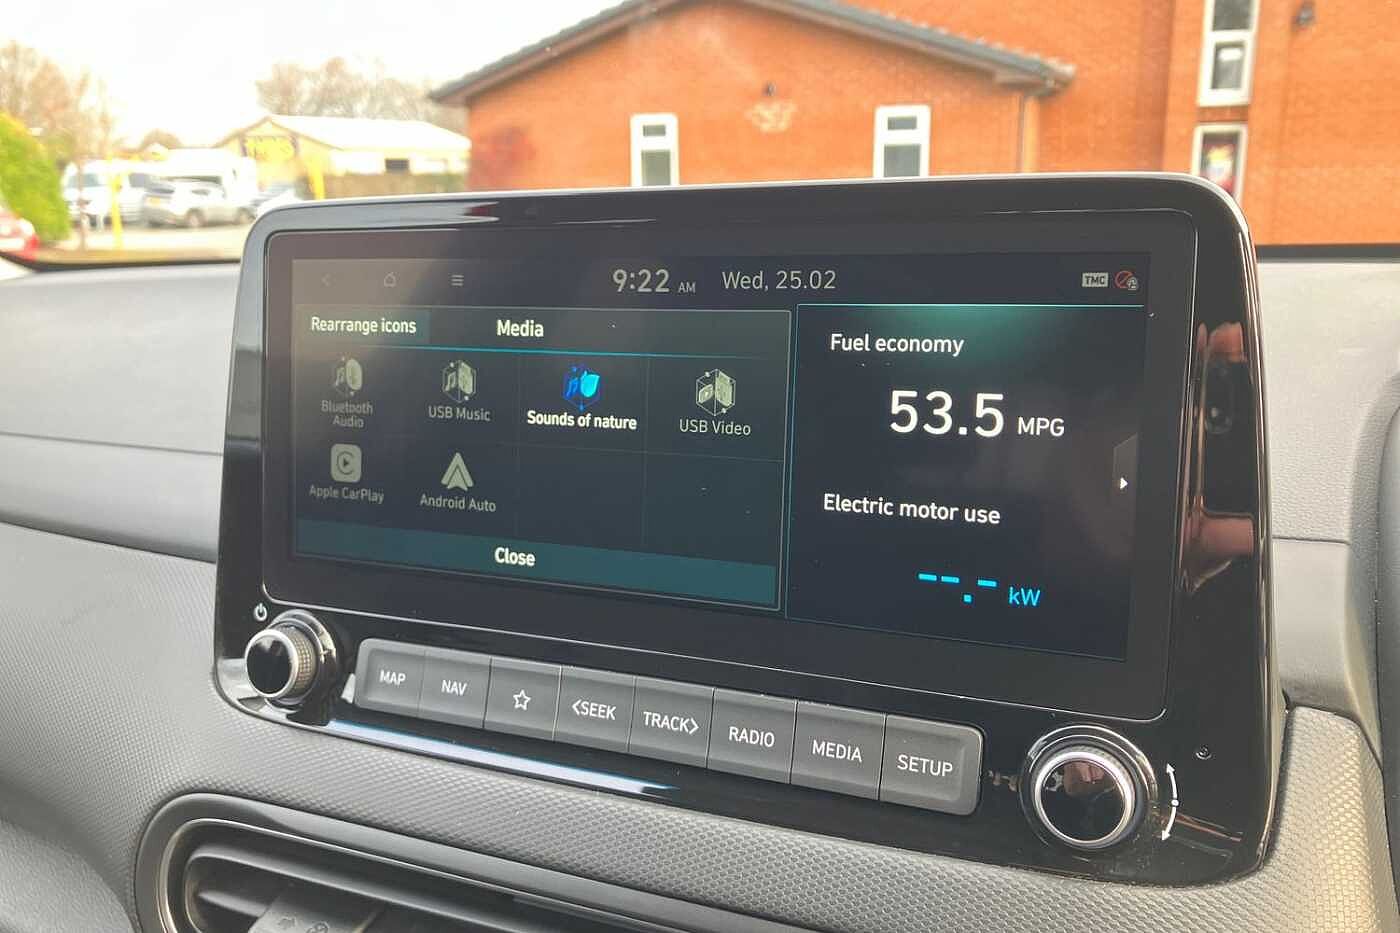 9:22 AM Wed, 25.02 TMC
Rearrange icons Media
Bluetooth
Audio
USB Music
Sounds of nature
USB Video
Apple CarPlay
Android Auto
Close
Fuel economy
53.5 MPG
Electric motor use
--.- kW
MAP
NAV
<SEEK
TRACK>
RADIO
MEDIA
SETUP